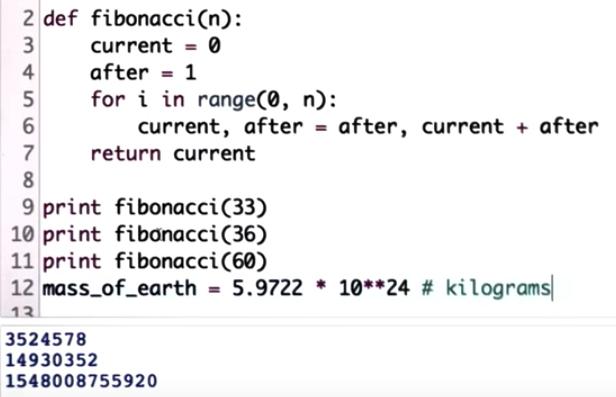 2 def fibonacci(n):
3 current = 0
4 after = 1
5 for i in range(0, n):
6 current, after = after, current + after
7 return current
8
9 print fibonacci(33)
10 print fibonacci(36)
11 print fibonacci(60)
12 mass_of_earth = 5.9722 * 10**24 # kilograms
13
3524578
14930352
1548008755920